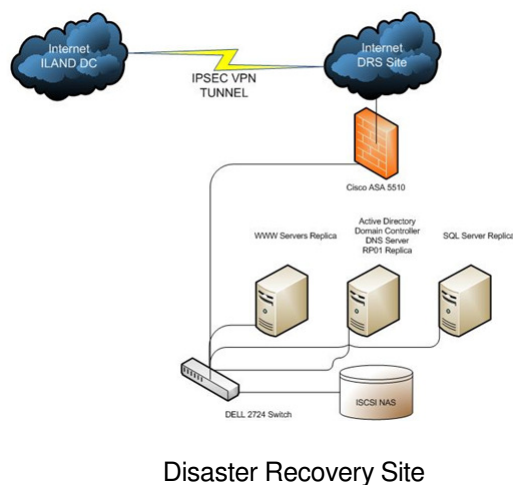 Internet
ILAND DC
Internet
DRS Site
IPSEC VPN
TUNNEL
Cisco ASA 5510
WWW Servers Replica
Active Directory
Domain Controller
DNS Server
RP01 Replica
SQL Server Replica
DELL 2724 Switch
ISCSI NAS
Disaster Recovery Site